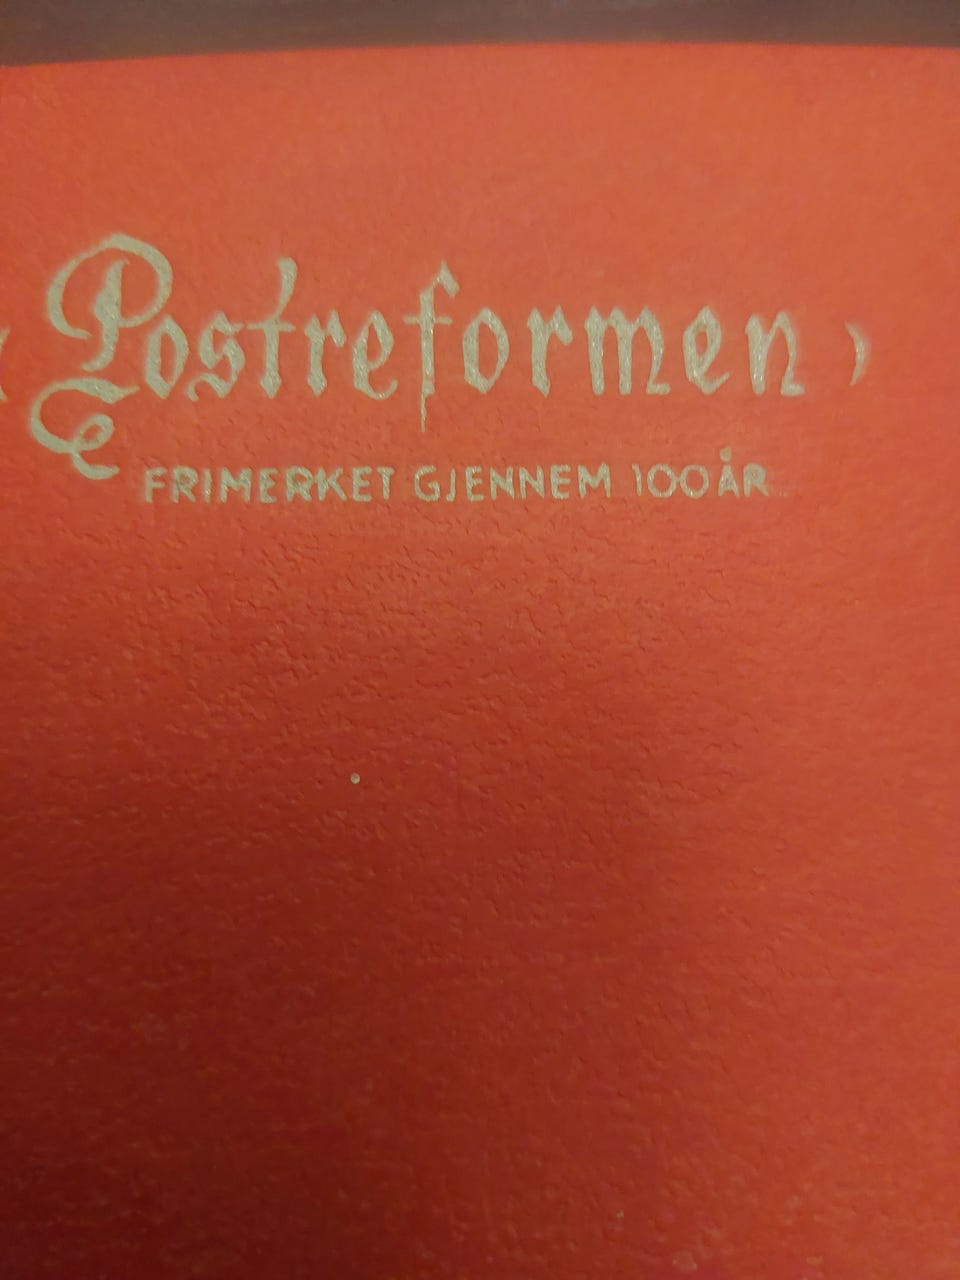 Postreformen
FRIMERKET GJENNEM 100 ÅR